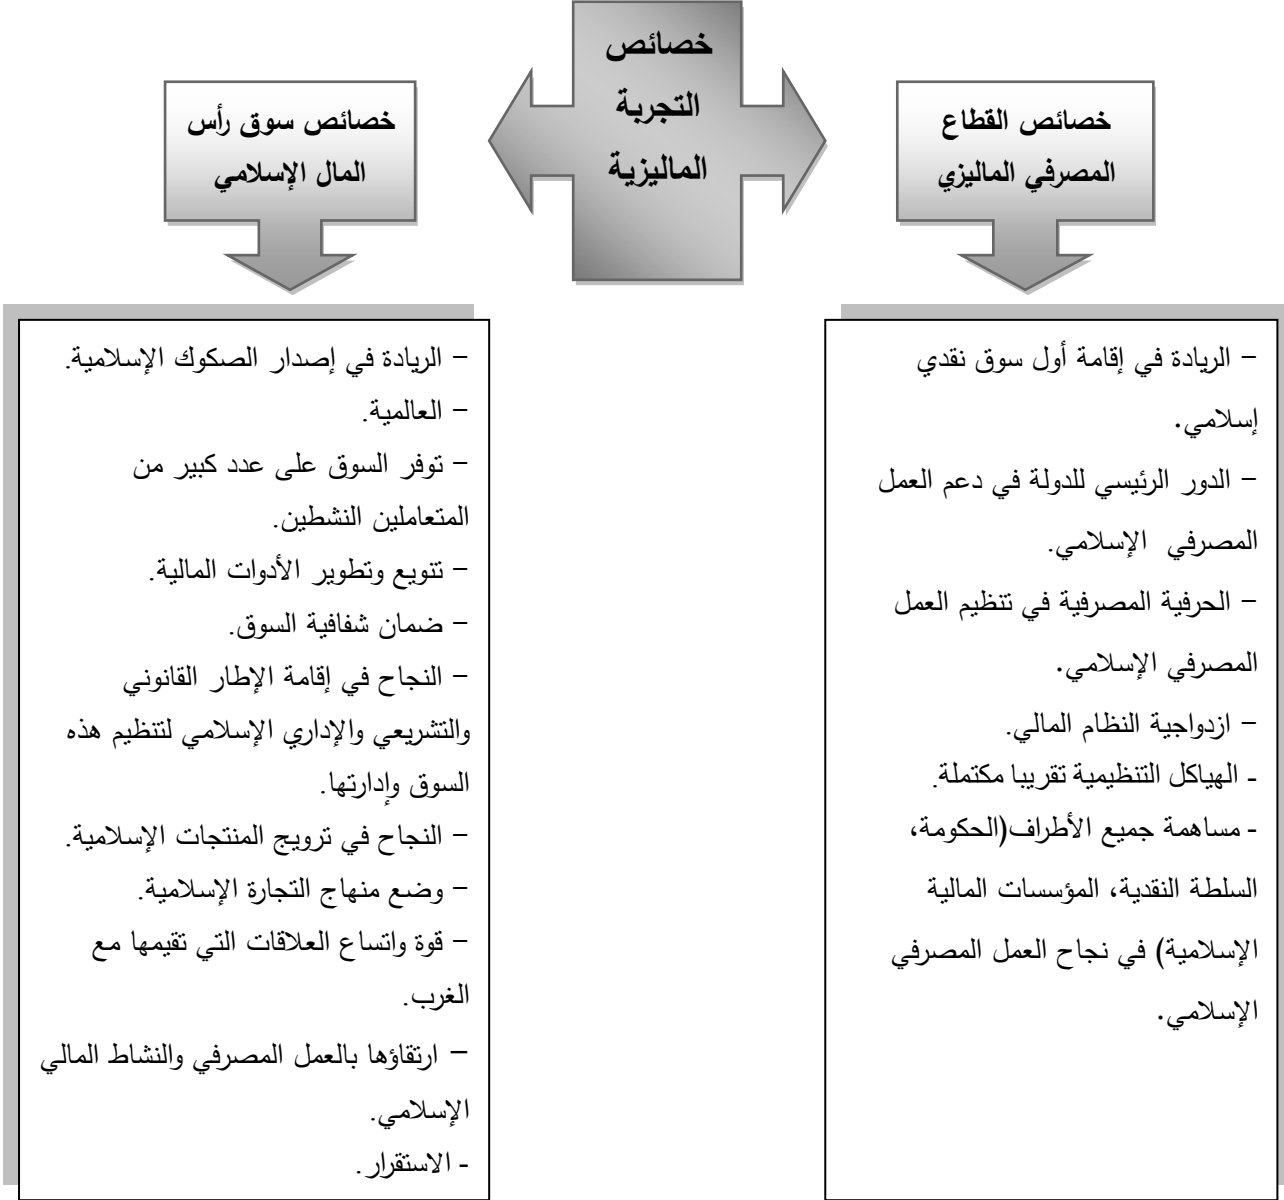 خصائص
التجربة
الماليزية
خصائص القطاع
المصرفي الماليزي
– الريادة في إقامة أول سوق نقدي
إسلامي.
– الدور الرئيسي للدولة في دعم العمل
المصرفي الإسلامي.
– الحرفية المصرفية في تنظيم العمل
المصرفي الإسلامي.
– ازدواجية النظام المالي.
- الهياكل التنظيمية تقريبا مكتملة.
- مساهمة جميع الأطراف(الحكومة،
السلطة النقدية، المؤسسات المالية
الإسلامية) في نجاح العمل المصرفي
الإسلامي.
خصائص سوق رأس
المال الإسلامي
– الريادة في إصدار الصكوك الإسلامية.
– العالمية.
– توفر السوق على عدد كبير من
المتعاملين النشطين.
– تنويع وتطوير الأدوات المالية.
– ضمان شفافية السوق.
– النجاح في إقامة الإطار القانوني
والتشريعي والإداري الإسلامي لتنظيم هذه
السوق وإدارتها.
– النجاح في ترويج المنتجات الإسلامية.
– وضع منهاج التجارة الإسلامية.
– قوة واتساع العلاقات التي تقيمها مع
الغرب.
– ارتقاؤها بالعمل المصرفي والنشاط المالي
الإسلامي.
- الاستقرار.